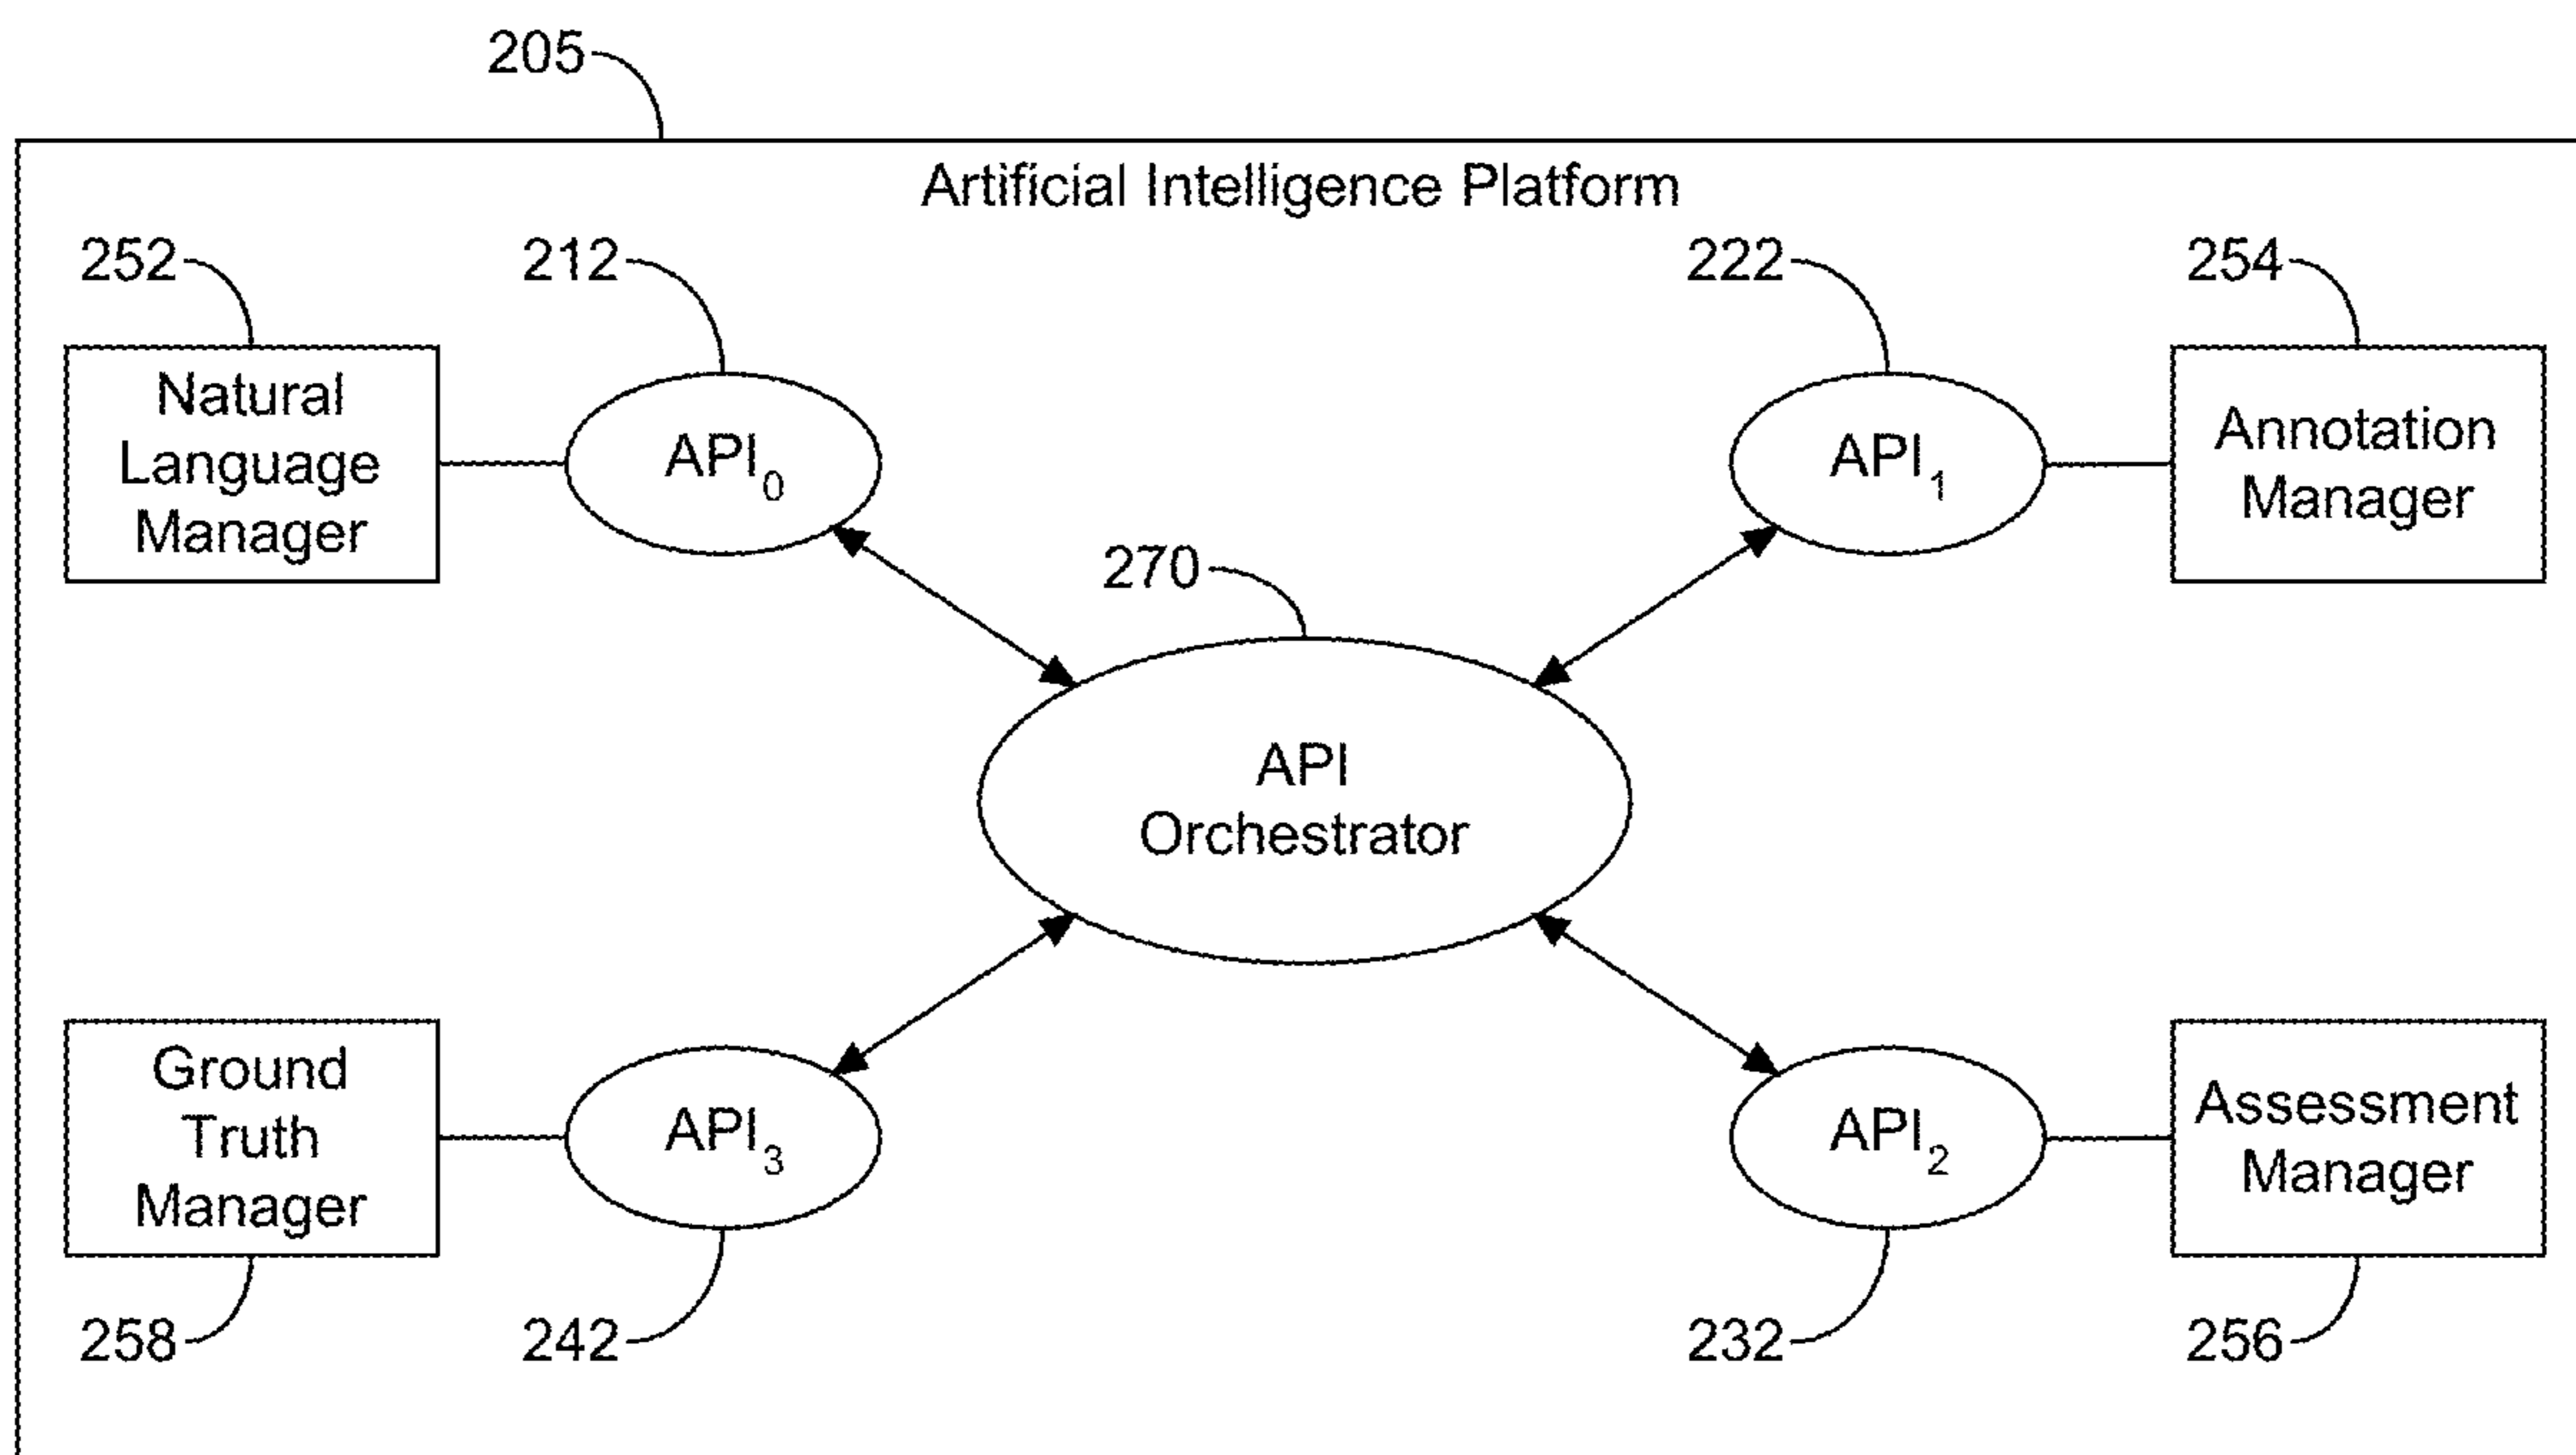 205
Artificial Intelligence Platform
252
212
222
254
Natural
Language
Manager
API₀
API₁
Annotation
Manager
270
API
Orchestrator
Ground
Truth
Manager
API₃
API₂
Assessment
Manager
258
242
232
256